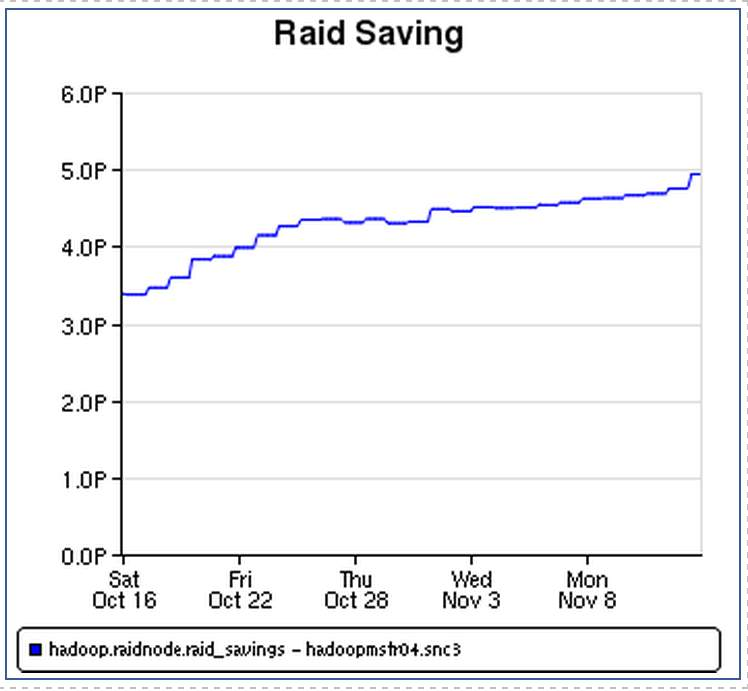 Raid Saving
6.0P
5.0P
4.0P
3.0P
2.0P
1.0P
0.0P
Sat Fri Thu Wed Mon
Oct 16 Oct 22 Oct 28 Nov 3 Nov 8
hadoop.raidnode.raid_savings - hadoopmstr04.snc3